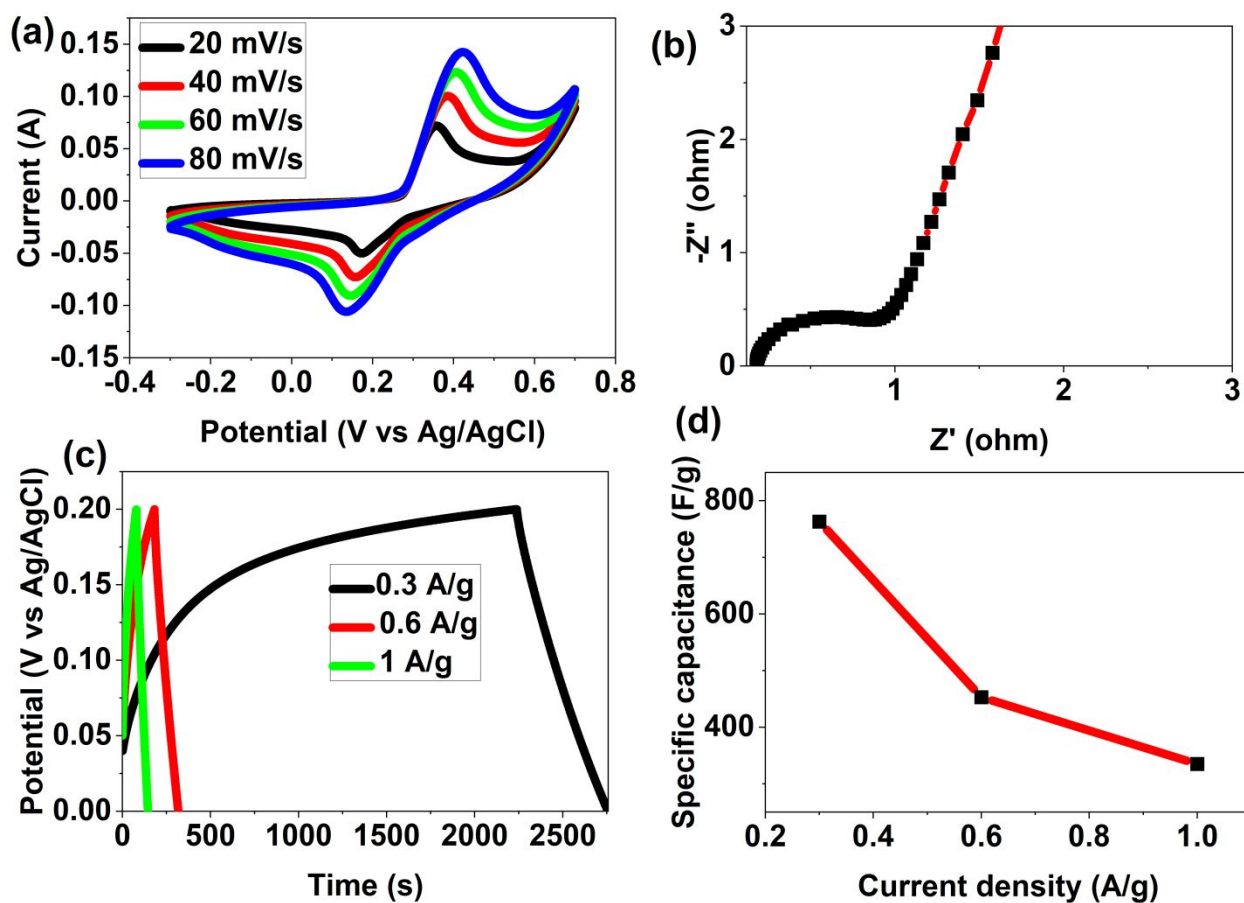 (a)
20 mV/s
40 mV/s
60 mV/s
80 mV/s
0.15
0.10
0.05
0.00
-0.05
-0.10
-0.15
Current (A)
-0.4 -0.2 0.0 0.2 0.4 0.6 0.8
Potential (V vs Ag/AgCl)
(b)
3
2
1
0
-Z" (ohm)
1 2 3
Z' (ohm)
(c)
0.20
0.15
0.10
0.05
0.00
Potential (V vs Ag/AgCl)
0.3 A/g
0.6 A/g
1 A/g
0 500 1000 1500 2000 2500
Time (s)
(d)
800
600
400
Specific capacitance (F/g)
0.2 0.4 0.6 0.8 1.0
Current density (A/g)